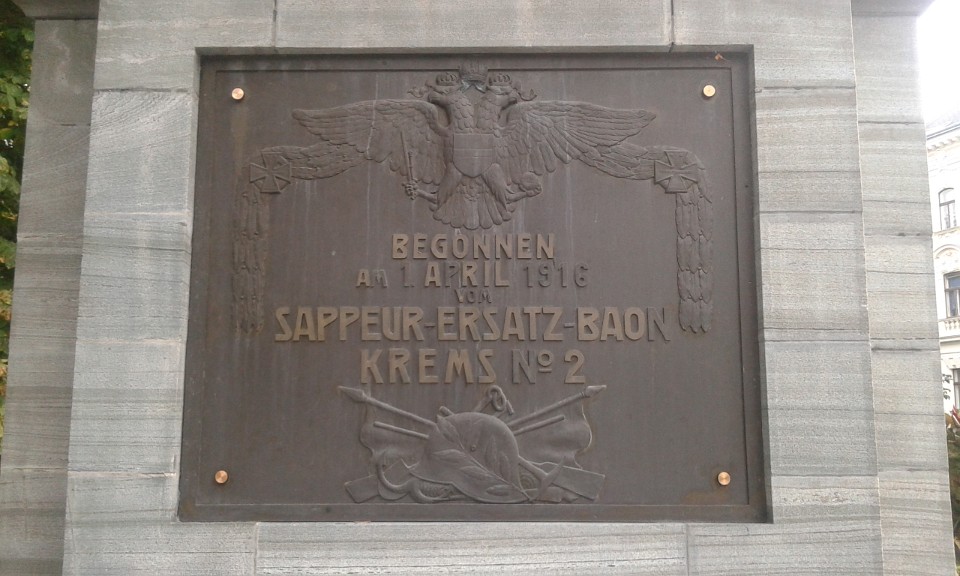 BEGONNEN
AM 1. APRIL 1916
VOM
SAPPEUR-ERSATZ-BAON
KREMS No 2